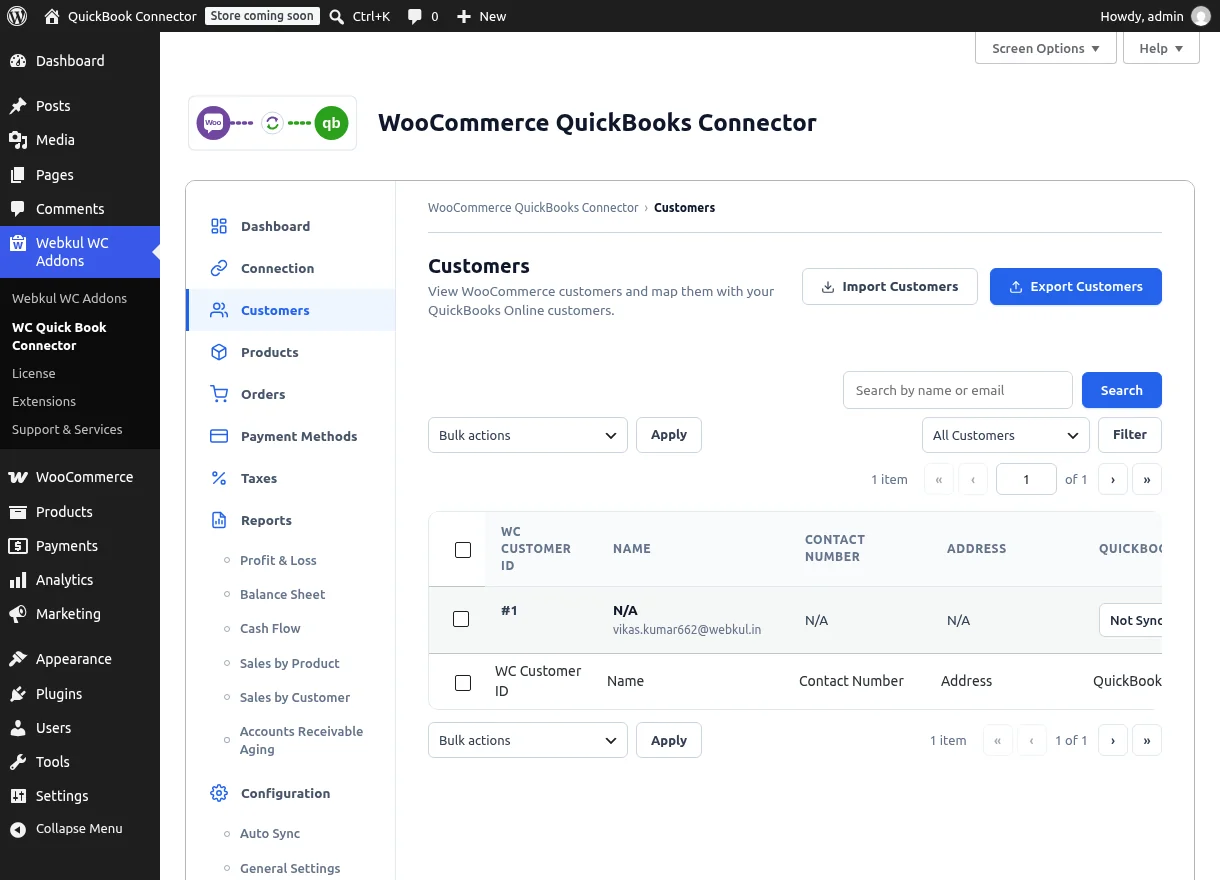 QuickBook Connector
Store coming soon
Ctrl+K
0
New
Howdy, admin
Screen Options
Help
Dashboard
Posts
Media
Pages
Comments
Webkul WC
Addons
Webkul WC Addons
WC Quick Book
Connector
License
Extensions
Support & Services
WooCommerce
Products
Payments
Analytics
Marketing
Appearance
Plugins
Users
Tools
Settings
Collapse Menu
Woo
qb
WooCommerce QuickBooks Connector
Dashboard
Connection
Customers
Products
Orders
Payment Methods
Taxes
Reports
Profit & Loss
Balance Sheet
Cash Flow
Sales by Product
Sales by Customer
Accounts Receivable
Aging
Configuration
Auto Sync
General Settings
WooCommerce QuickBooks Connector › Customers
Customers
View WooCommerce customers and map them with your
QuickBooks Online customers.
Import Customers
Export Customers
Search by name or email
Search
Bulk actions
Apply
All Customers
Filter
1 item
«
‹
1
of 1
›
»
WC
CUSTOMER
ID
NAME
CONTACT
NUMBER
ADDRESS
QUICKBOO
#1
N/A
vikas.kumar662@webkul.in
N/A
N/A
Not Sync
WC Customer
ID
Name
Contact Number
Address
QuickBook
Bulk actions
Apply
1 item
«
‹
1 of 1
›
»